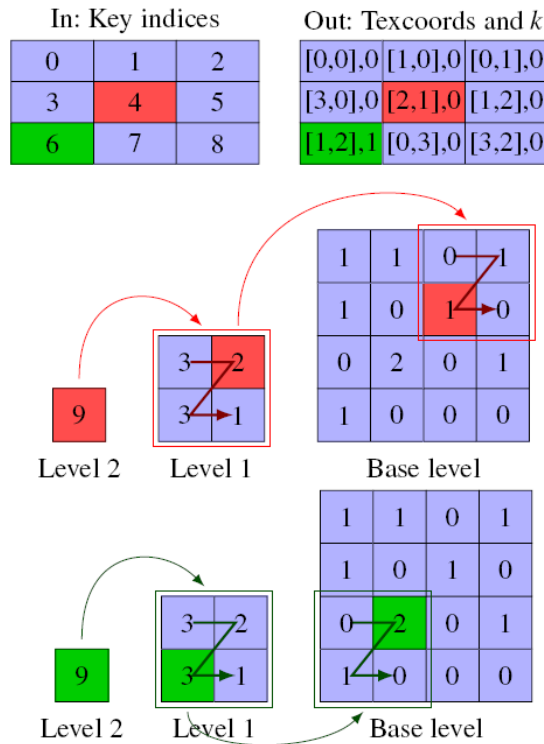 In: Key indices
Out: Texcoords and k
0 1 2
[0,0],0 [1,0],0 [0,1],0
3 4 5
[3,0],0 [2,1],0 [1,2],0
6 7 8
[1,2],1 [0,3],0 [3,2],0
1 1 0 1
1 0 1 0
0 2 0 1
1 0 0 0
3 2
3 1
9
Level 2
Level 1
Base level
1 1 0 1
1 0 1 0
0 2 0 1
1 0 0 0
3 2
3 1
9
Level 2
Level 1
Base level